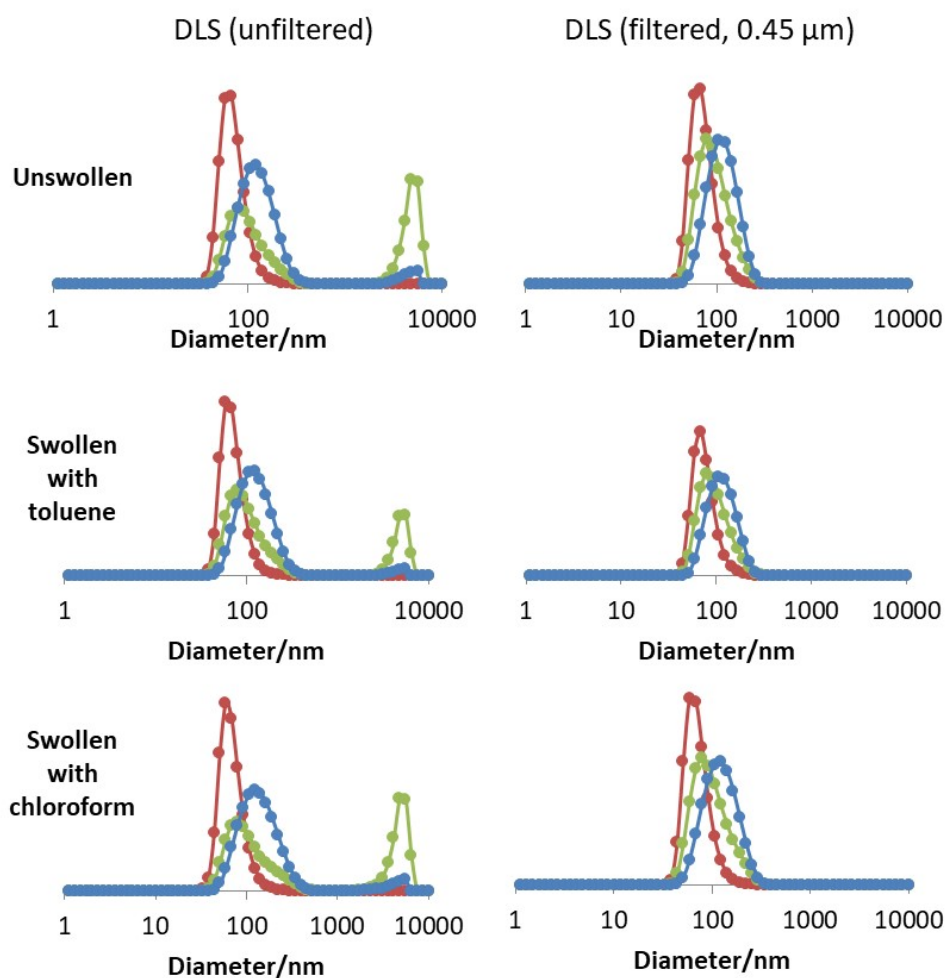 DLS (unfiltered)
DLS (filtered, 0.45 µm)
Unswollen
1 100 10000
Diameter/nm
1 10 100 1000 10000
Diameter/nm
Swollen
with
toluene
1 100 10000
Diameter/nm
1 10 100 1000 10000
Diameter/nm
Swollen
with
chloroform
1 10 100 1000 10000
Diameter/nm
1 10 100 1000 10000
Diameter/nm